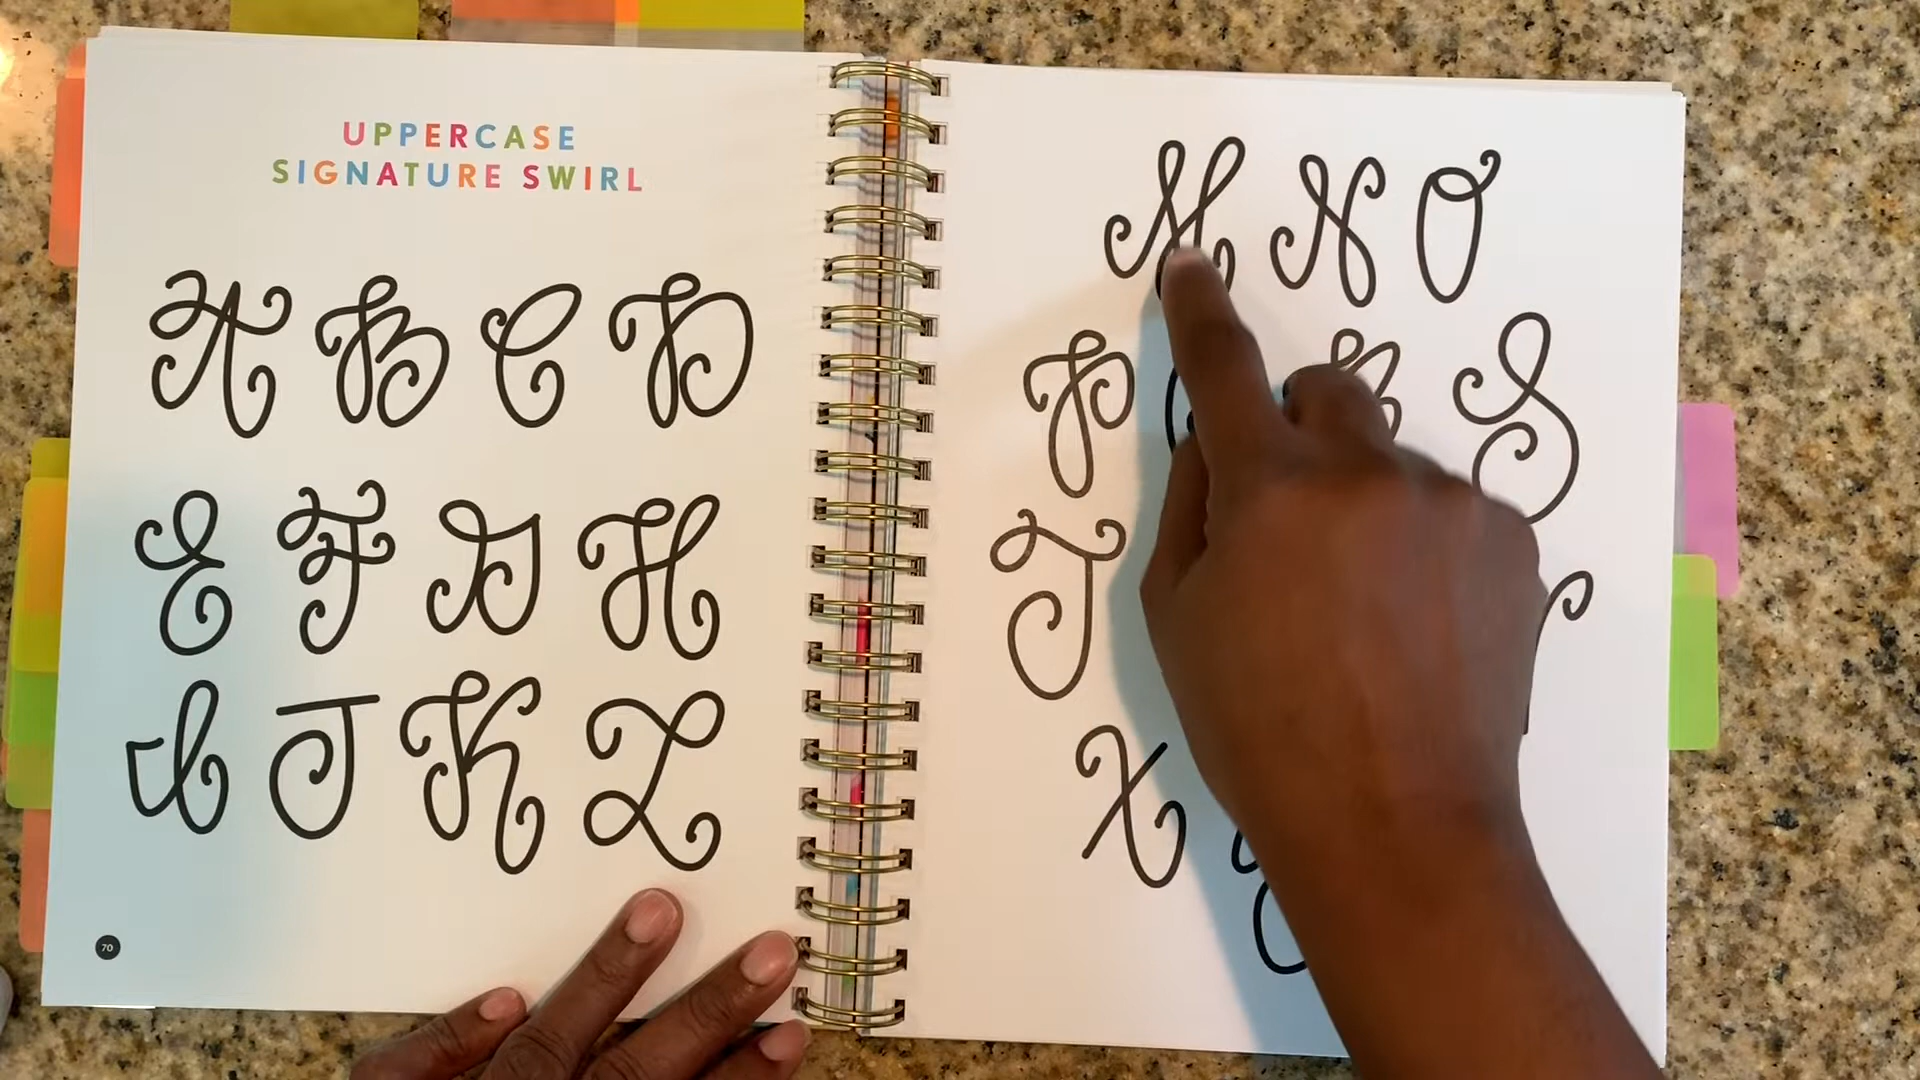 UPPERCASE
SIGNATURE SWIRL
A B C D
E F G H
I J K L
70
M N O
P R S
T
X